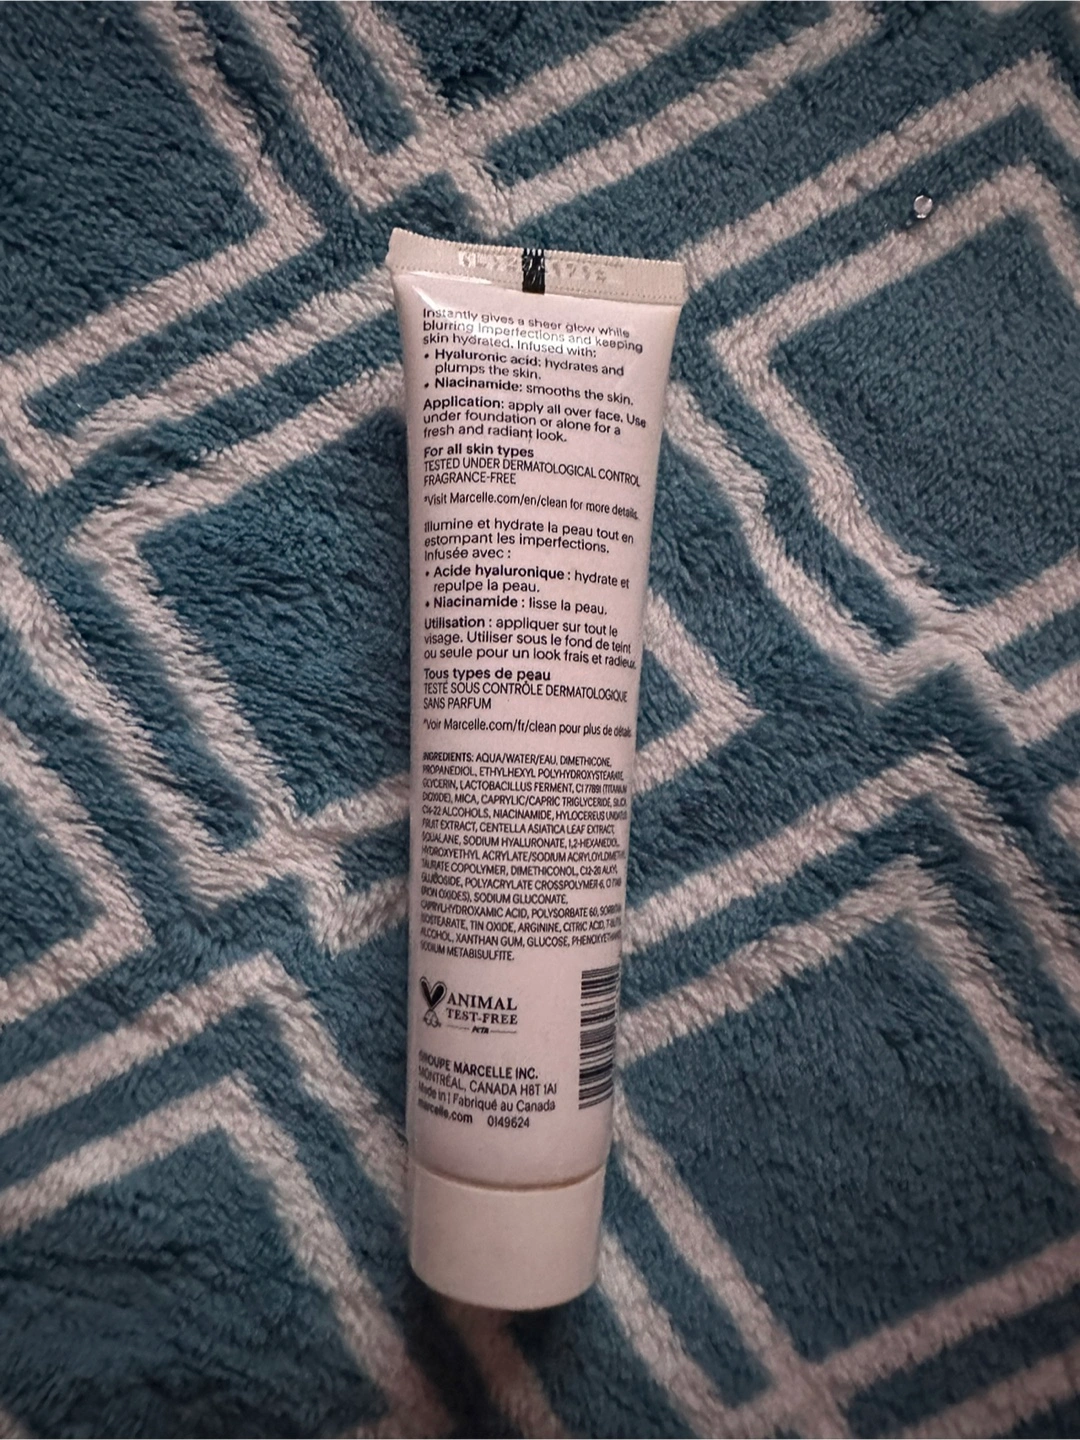 Instantly gives a sheer glow while
blurring imperfections and keeping
skin hydrated. Infused with:
• Hyaluronic acid: hydrates and
plumps the skin.
• Niacinamide: smooths the skin.
Application: apply all over face. Use
under foundation or alone for a
fresh and radiant look.
For all skin types
TESTED UNDER DERMATOLOGICAL CONTROL
FRAGRANCE-FREE
*Visit Marcelle.com/en/clean for more details.
Illumine et hydrate la peau tout en
estompant les imperfections.
Infusée avec :
• Acide hyaluronique : hydrate et
repulpe la peau.
• Niacinamide : lisse la peau.
Utilisation : appliquer sur tout le
visage. Utiliser sous le fond de teint
ou seule pour un look frais et radieux.
Tous types de peau
TESTÉ SOUS CONTRÔLE DERMATOLOGIQUE
SANS PARFUM
*Voir Marcelle.com/fr/clean pour plus de détails
INGREDIENTS: AQUA/WATER/EAU, DIMETHICONE,
PROPANEDIOL, ETHYLHEXYL POLYHYDROXYSTEARATE,
GLYCERIN, LACTOBACILLUS FERMENT, CI 77891 (TITANIUM
DIOXIDE), MICA, CAPRYLIC/CAPRIC TRIGLYCERIDE,
C14-22 ALCOHOLS, NIACINAMIDE, HYLOCEREUS UNDATUS
FRUIT EXTRACT, CENTELLA ASIATICA LEAF EXTRACT,
SQUALANE, SODIUM HYALURONATE, 1,2-HEXANEDIOL,
HYDROXYETHYL ACRYLATE/SODIUM ACRYLOYLDIMETHYL
TAURATE COPOLYMER, DIMETHICONOL, C12-20 ALKYL
GLUCOSIDE, POLYACRYLATE CROSSPOLYMER-6,
(IRON OXIDES), SODIUM GLUCONATE,
CAPRYLHYDROXAMIC ACID, POLYSORBATE 60, SORBITAN
ISOSTEARATE, TIN OXIDE, ARGININE, CITRIC ACID, T-BUTYL
ALCOHOL, XANTHAN GUM, GLUCOSE, PHENOXYETHANOL,
SODIUM METABISULFITE.
ANIMAL
TEST-FREE
PETA
GROUPE MARCELLE INC.
MONTRÉAL, CANADA H8T 1A1
Made in | Fabriqué au Canada
marcelle.com 0149624